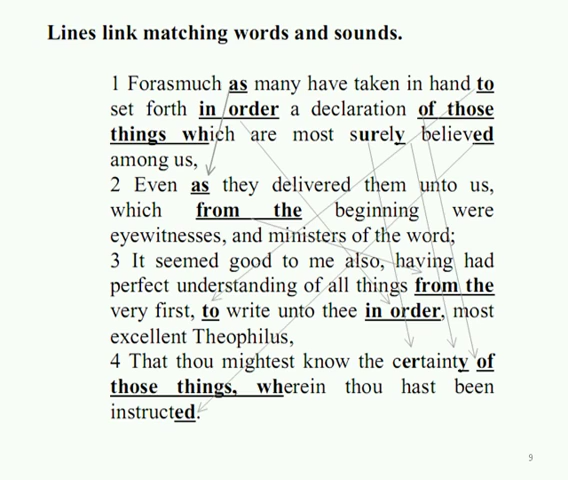 Lines link matching words and sounds.
1 Forasmuch as many have taken in hand to
set forth in order a declaration of those
things which are most surely believed
among us,
2 Even as they delivered them unto us,
which from the beginning were
eyewitnesses, and ministers of the word;
3 It seemed good to me also, having had
perfect understanding of all things from the
very first, to write unto thee in order, most
excellent Theophilus,
4 That thou mightest know the certainty of
those things, wherein thou hast been
instructed.
9